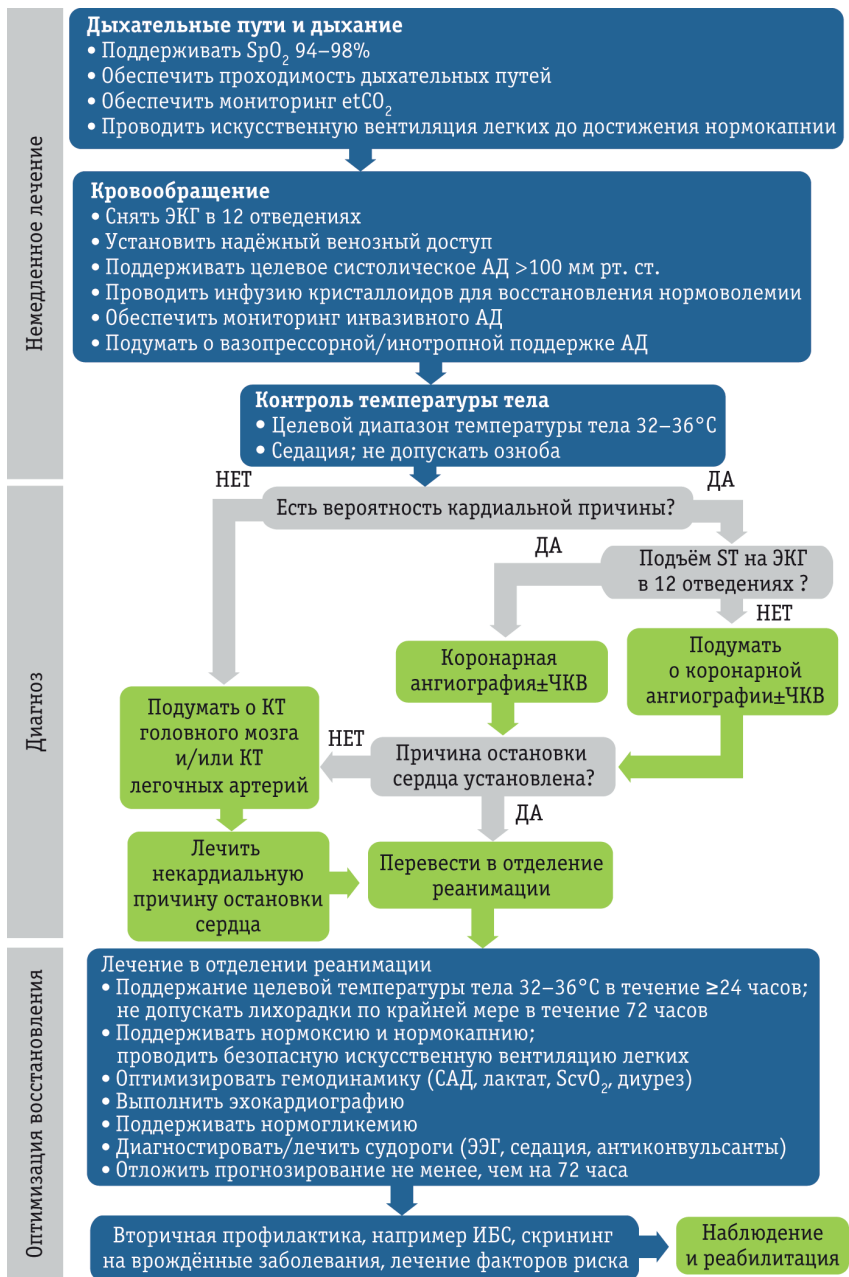 Немедленное лечение
Дыхательные пути и дыхание
• Поддерживать SpO₂ 94–98%
• Обеспечить проходимость дыхательных путей
• Обеспечить мониторинг etCO₂
• Проводить искусственную вентиляция легких до достижения нормокапнии
Кровообращение
• Снять ЭКГ в 12 отведениях
• Установить надёжный венозный доступ
• Поддерживать целевое систолическое АД >100 мм рт. ст.
• Проводить инфузию кристаллоидов для восстановления нормоволемии
• Обеспечить мониторинг инвазивного АД
• Подумать о вазопрессорной/инотропной поддержке АД
Контроль температуры тела
• Целевой диапазон температуры тела 32–36°C
• Седация; не допускать озноба
Диагноз
НЕТ
Есть вероятность кардиальной причины?
ДА
Подъём ST на ЭКГ
в 12 отведениях ?
ДА
НЕТ
Коронарная
ангиография±ЧКВ
Подумать
о коронарной
ангиографии±ЧКВ
Подумать о КТ
головного мозга
и/или КТ
легочных артерий
НЕТ
Причина остановки
сердца установлена?
ДА
Лечить
некардиальную
причину остановки
сердца
Перевести в отделение
реанимации
Оптимизация восстановления
Лечение в отделении реанимации
• Поддержание целевой температуры тела 32–36°C в течение ≥24 часов;
не допускать лихорадки по крайней мере в течение 72 часов
• Поддерживать нормоксию и нормокапнию;
проводить безопасную искусственную вентиляцию легких
• Оптимизировать гемодинамику (САД, лактат, ScvO₂, диурез)
• Выполнить эхокардиографию
• Поддерживать нормогликемию
• Диагностировать/лечить судороги (ЭЭГ, седация, антиконвульсанты)
• Отложить прогнозирование не менее, чем на 72 часа
Вторичная профилактика, например ИБС, скрининг
на врождённые заболевания, лечение факторов риска
Наблюдение
и реабилитация